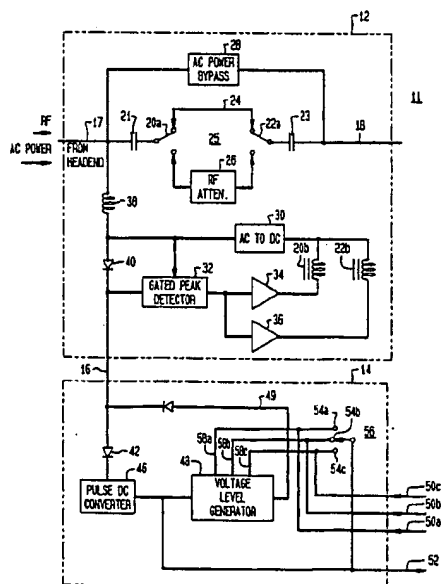 12
28
AC POWER
BYPASS
11
RF
17
21
20a
24
22a
23
18
25
AC POWER
FROM
HEADEND
26
RF
ATTEN.
38
30
AC TO DC
20b
22b
40
32
34
GATED PEAK
DETECTOR
36
16
14
49
54a
54b
56
58a
58b
58c
42
54c
46
43
PULSE DC
CONVERTER
VOLTAGE
LEVEL
GENERATOR
50c
50b
50a
52